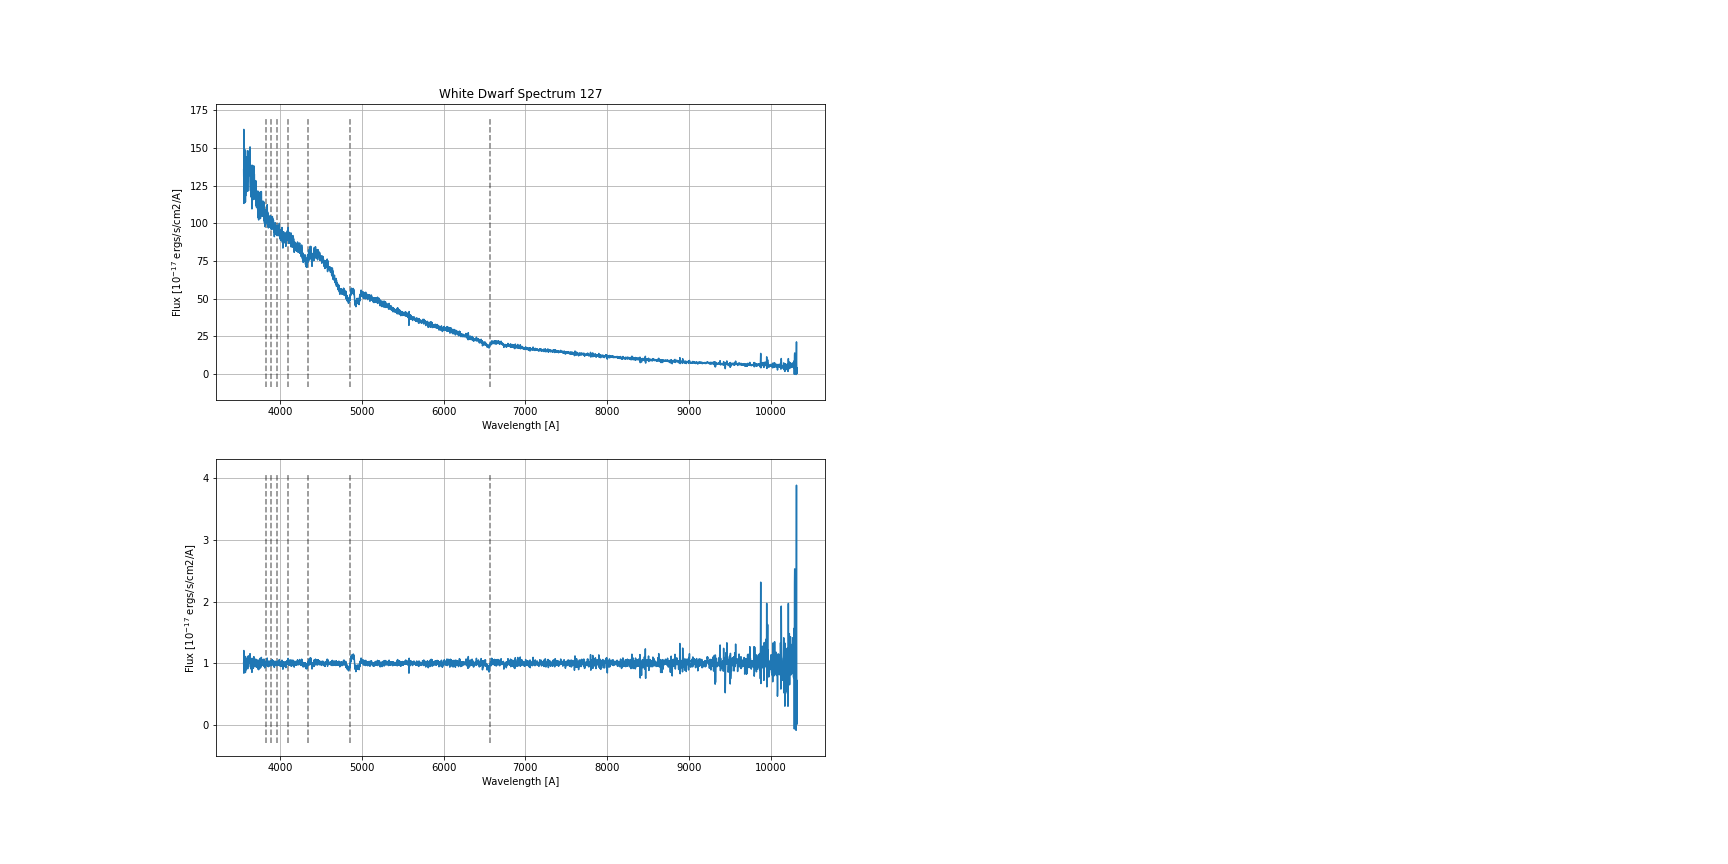 White Dwarf Spectrum 127
175
150
125
100
75
50
25
0
Flux [10⁻¹⁷ ergs/s/cm2/A]
4000 5000 6000 7000 8000 9000 10000
Wavelength [A]
4
3
2
1
0
Flux [10⁻¹⁷ ergs/s/cm2/A]
4000 5000 6000 7000 8000 9000 10000
Wavelength [A]